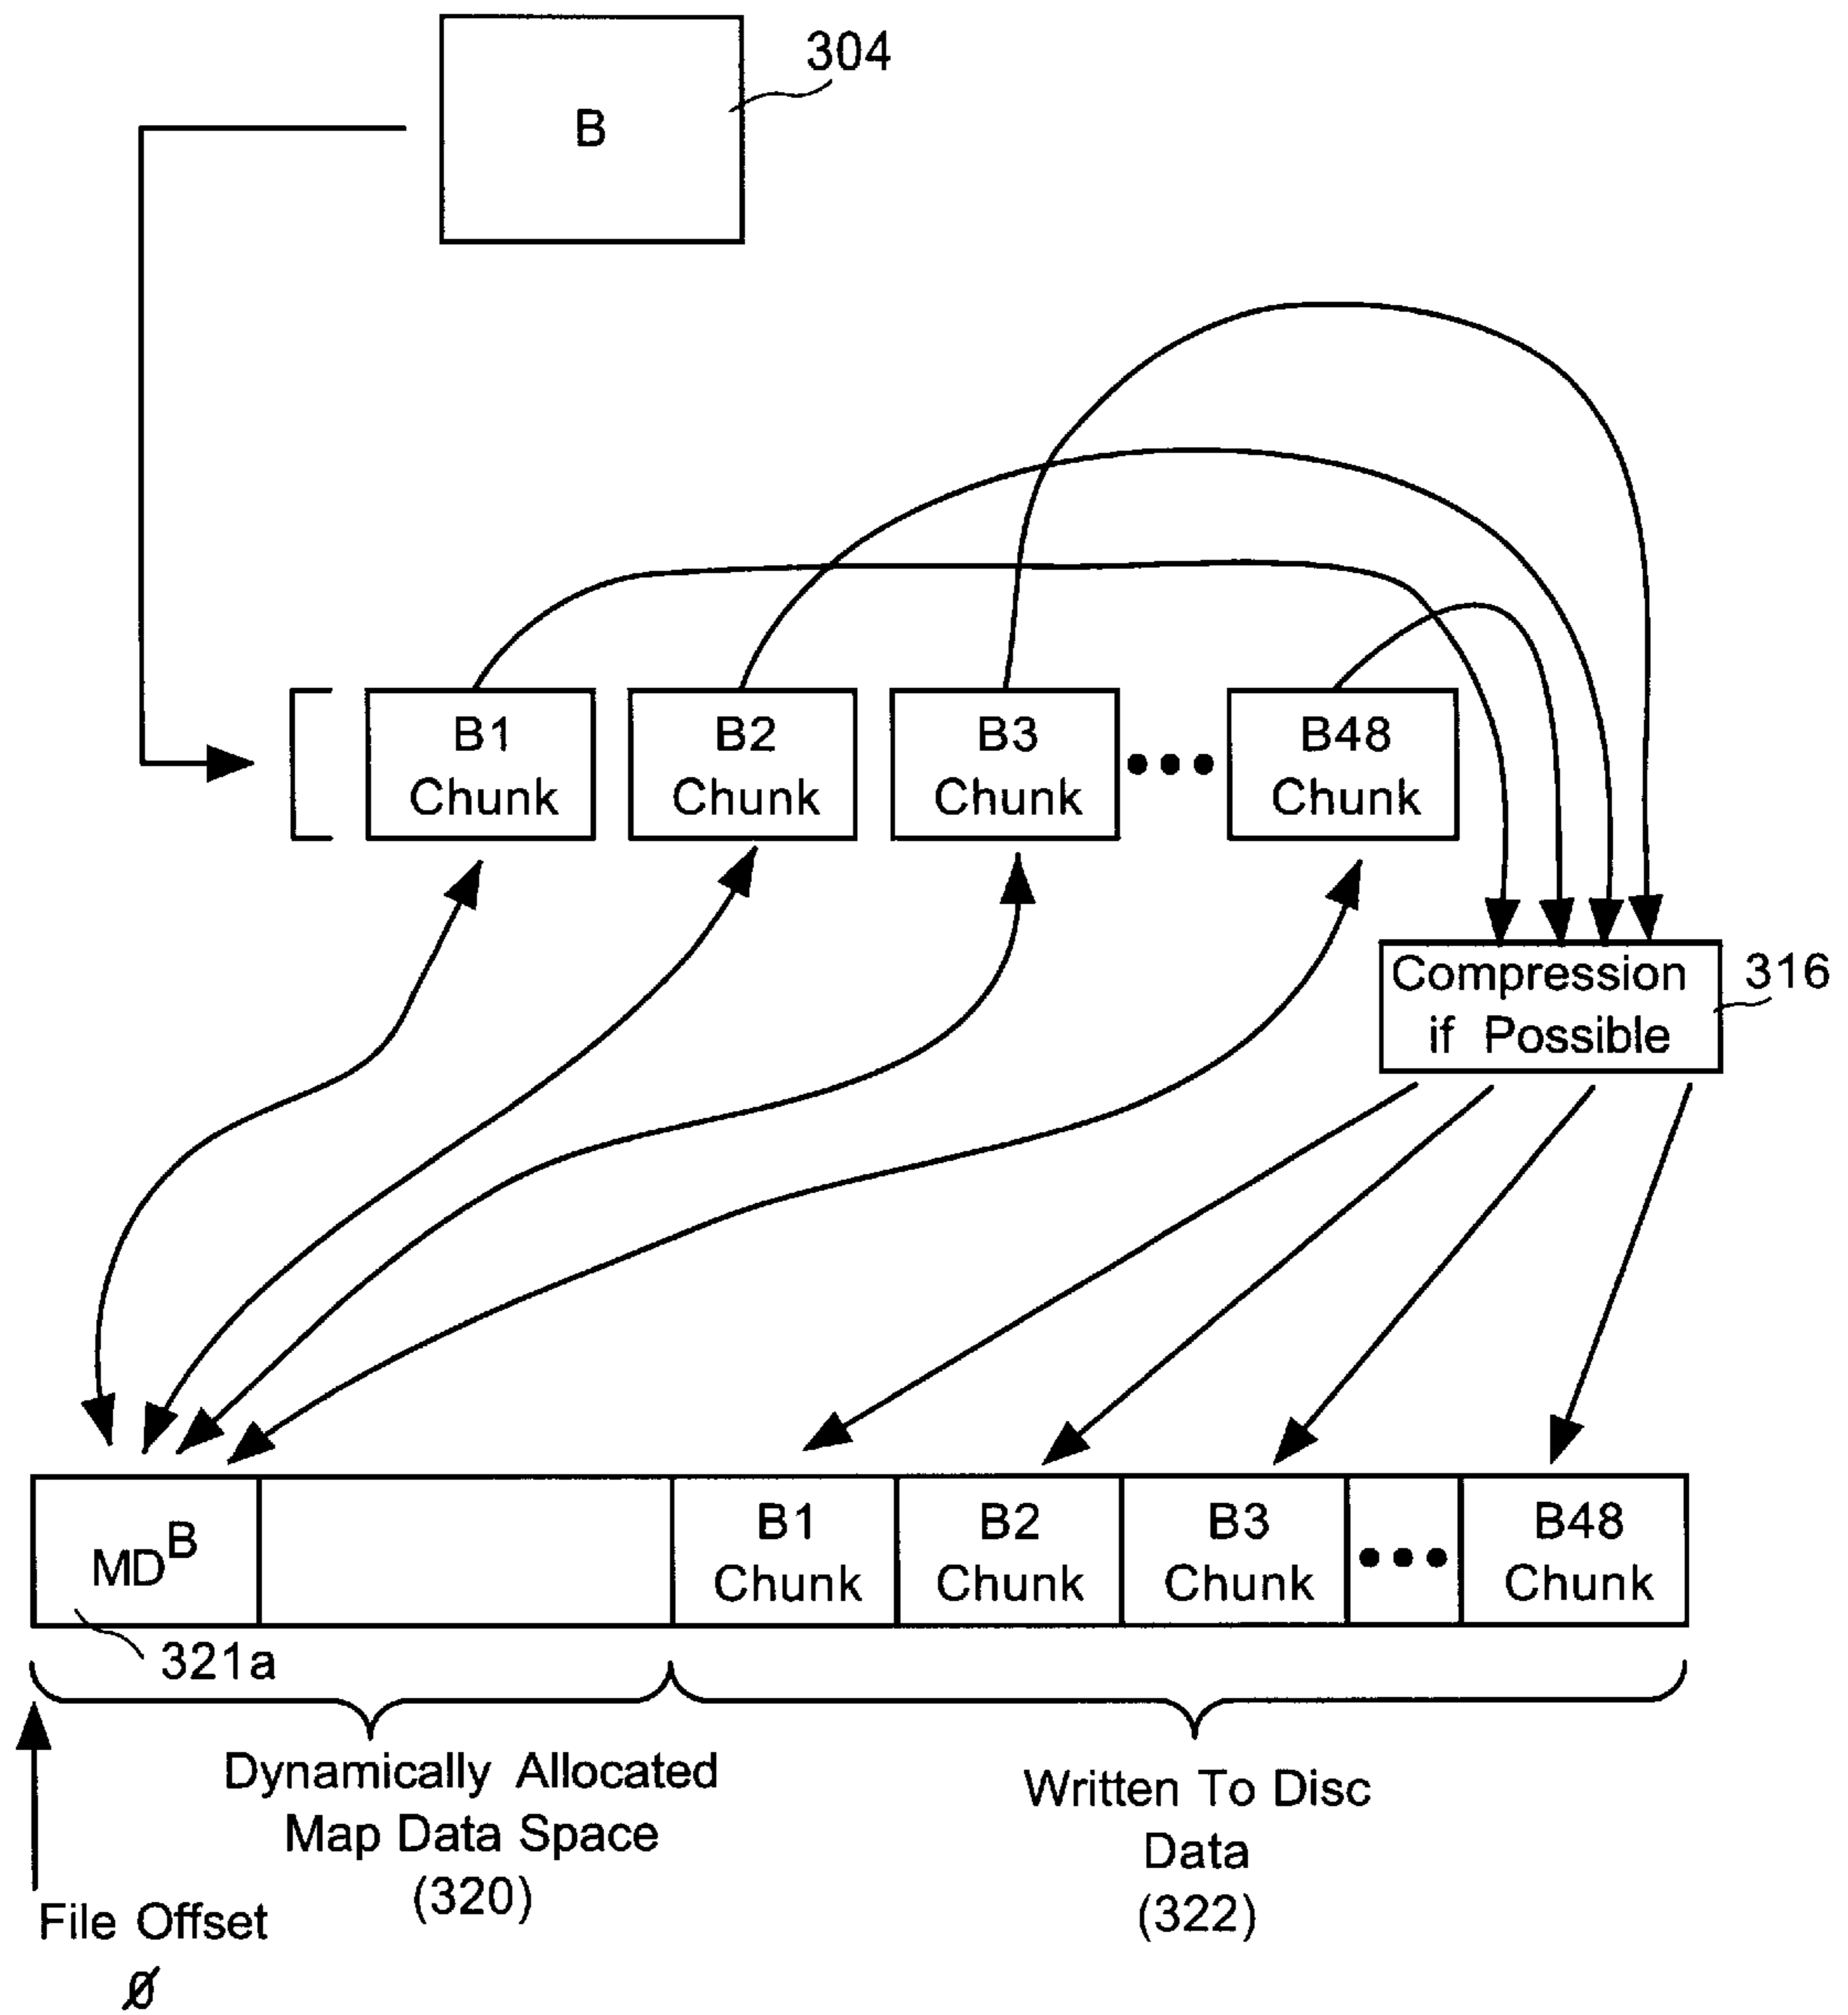 304
B
B1
Chunk
B2
Chunk
B3
Chunk
•••
B48
Chunk
Compression
if Possible
316
MD^B
B1
Chunk
B2
Chunk
B3
Chunk
•••
B48
Chunk
321a
Dynamically Allocated
Map Data Space
(320)
Written To Disc
Data
(322)
File Offset
Ø